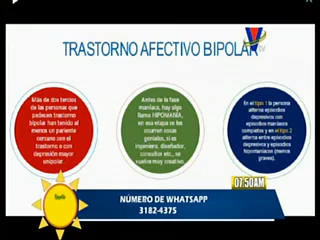 tv
TRASTORNO AFECTIVO BIPOLAR
Más de dos tercios
de las personas que
padecen trastorno
bipolar han tenido al
menos un pariente
cercano con el
trastorno o con
depresión mayor
unipolar.
Antes de la fase
maníaca, hay algo
llama HIPOMANÍA,
en esa etapa se les
ocurren cosas
geniales, si es
ingeniero, diseñador,
consultor etc., se
vuelve muy creativo.
En el tipo 1 la persona
alterna episodios
depresivos con
episodios maníacos
completos y en el tipo 2
alterna entre episodios
depresivos y episodios
hipomaníacos (menos
graves).
07:50AM
NÚMERO DE WHATSAPP
3182-4375